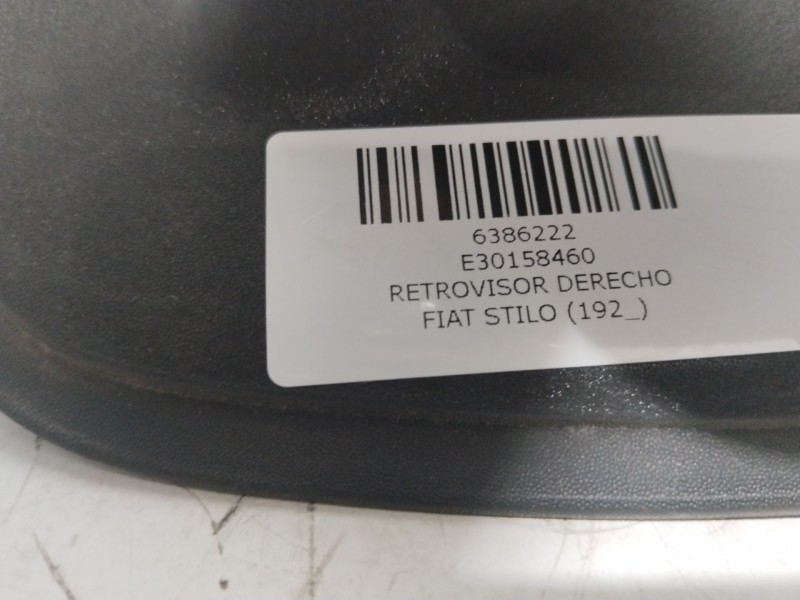 6386222
E30158460
RETROVISOR DERECHO
FIAT STILO (192_)